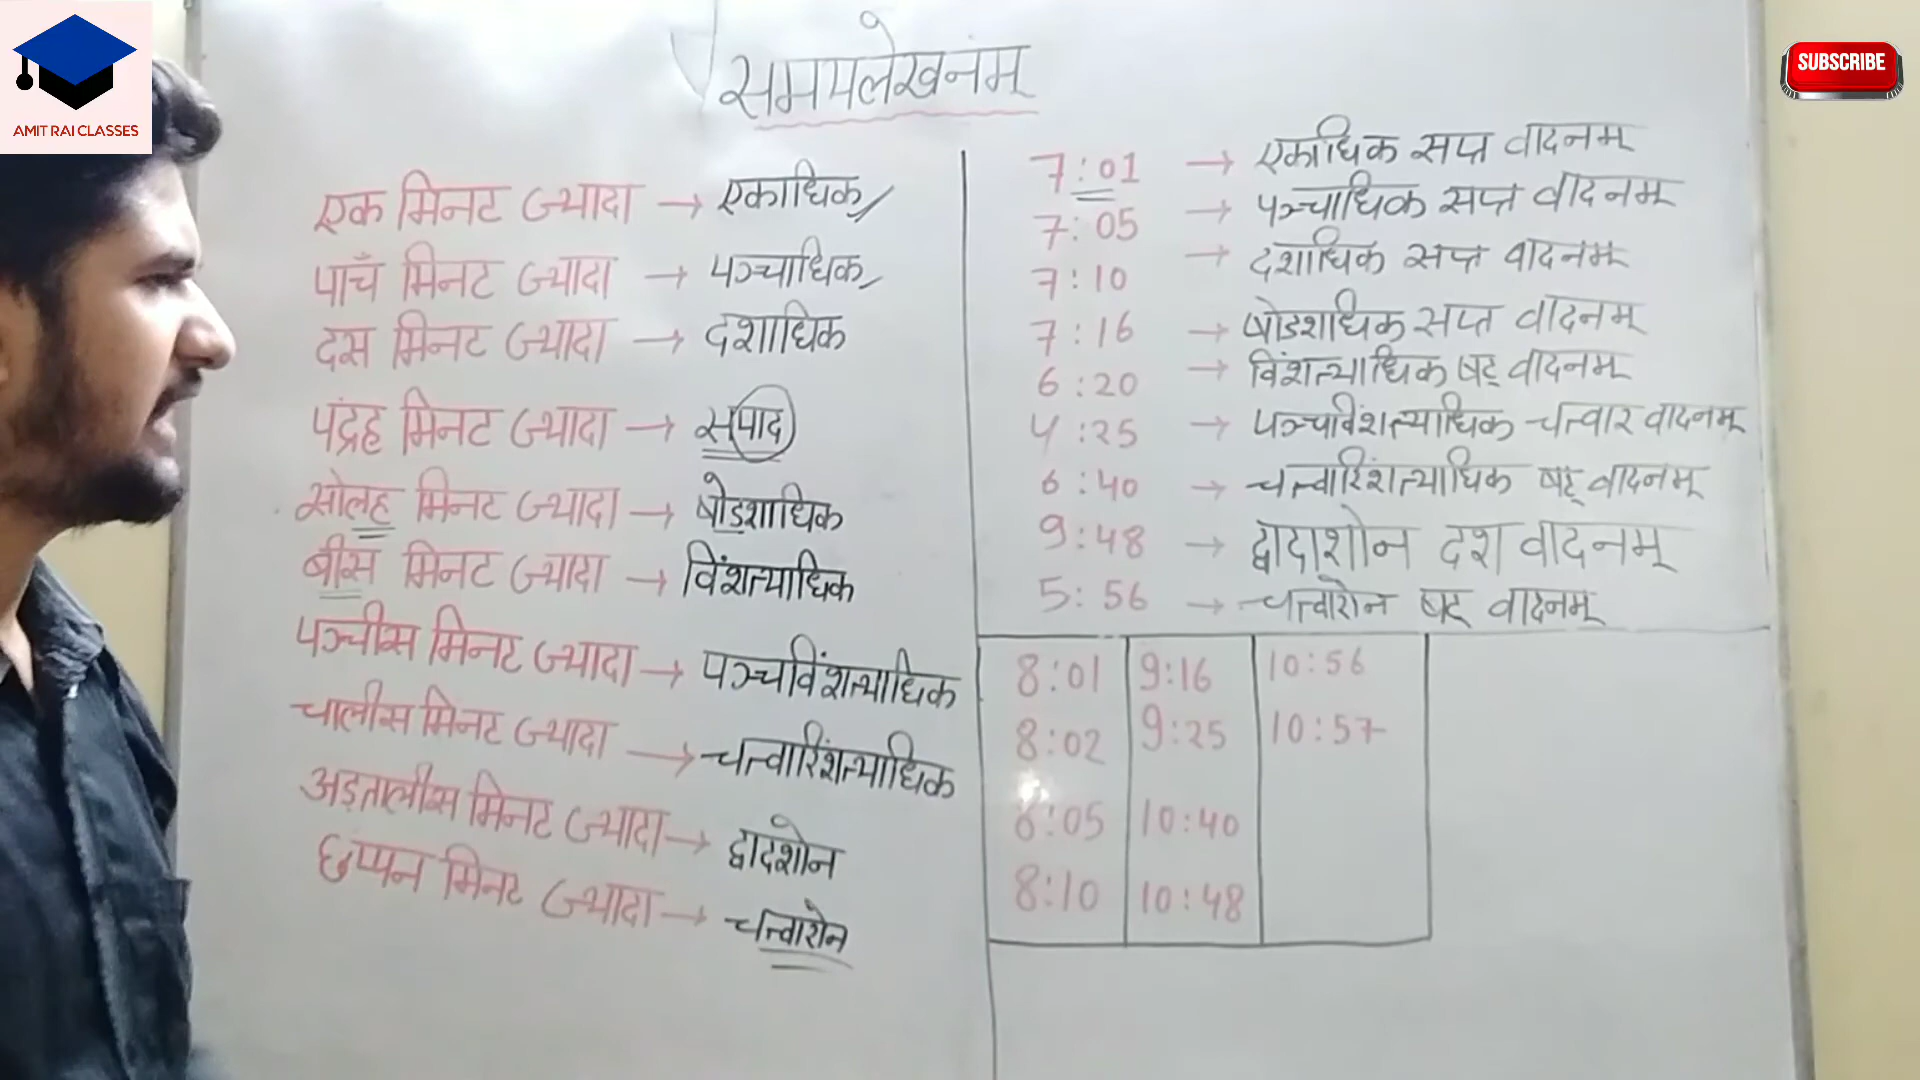 AMIT RAI CLASSES
SUBSCRIBE
समयलेखनंम्
एक मिनट ज्यादा → एकाधिक
पाँच मिनट ज्यादा → पञ्चाधिक
दस मिनट ज्यादा → दशाधिक
पंद्रह मिनट ज्यादा → सपाद
सोलह मिनट ज्यादा → षोडशाधिक
बीस मिनट ज्यादा → विंशत्याधिक
पच्चीस मिनट ज्यादा → पञ्चविंशत्याधिक
चालीस मिनट ज्यादा → चत्वारिंशत्याधिक
अड़तालीस मिनट ज्यादा → द्वादशोन
छप्पन मिनट ज्यादा → चत्वारोन
7:01 → एकाधिक सप्त वादनम्
7:05 → पञ्चाधिक सप्त वादनम्
7:10 → दशाधिक सप्त वादनम्
7:16 → षोडशधिक सप्त वादनम्
6:20 → विंशत्याधिक षट् वादनम्
4:25 → पञ्चविंशत्याधिक चत्वार वादनम्
6:40 → चत्वारिंशत्याधिक षट् वादनम्
9:48 → द्वादाशोन दश वादनम्
5:56 → चत्वारोन षट् वादनम्
8:01 9:16 10:56
8:02 9:25 10:57
8:05 10:40
8:10 10:48